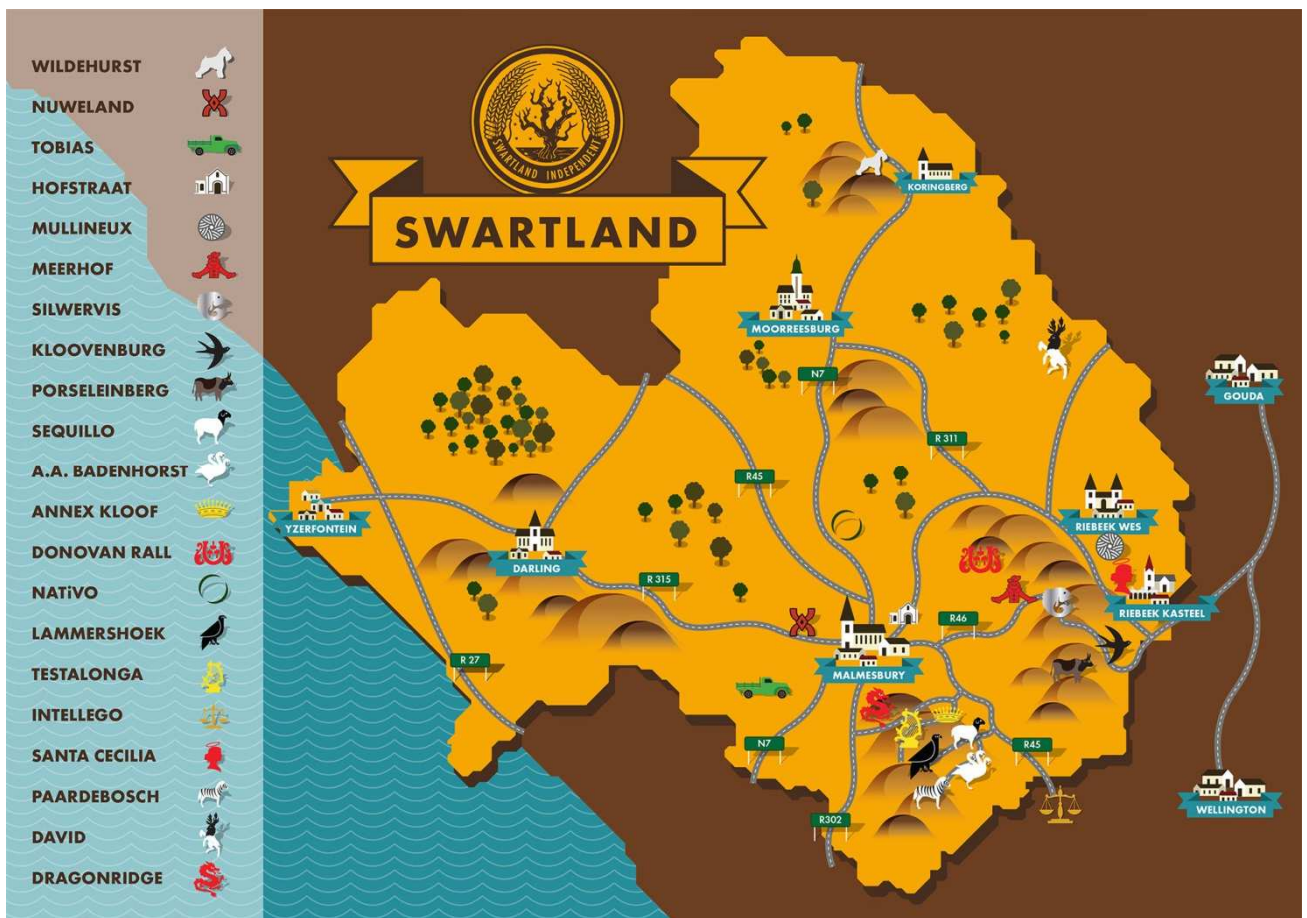 WILDEHURST
NUWELAND
TOBIAS
HOFSTRAAT
MULLINEUX
MEERHOF
SILWERVIS
KLOOVENBURG
PORSELEINBERG
SEQUILLO
A.A. BADENHORST
ANNEX KLOOF
DONOVAN RALL
NATiVO
LAMMERSHOEK
TESTALONGA
INTELLEGO
SANTA CECILIA
PAARDEBOSCH
DAVID
DRAGONRIDGE
SWARTLAND INDEPENDENT
SWARTLAND
KORINGBERG
MOORREESBURG
N7
GOUDA
R 311
R45
RIEBEEK WES
YZERFONTEIN
DARLING
R 315
RIEBEEK KASTEEL
R46
R 27
MALMESBURY
N7
R45
WELLINGTON
R302